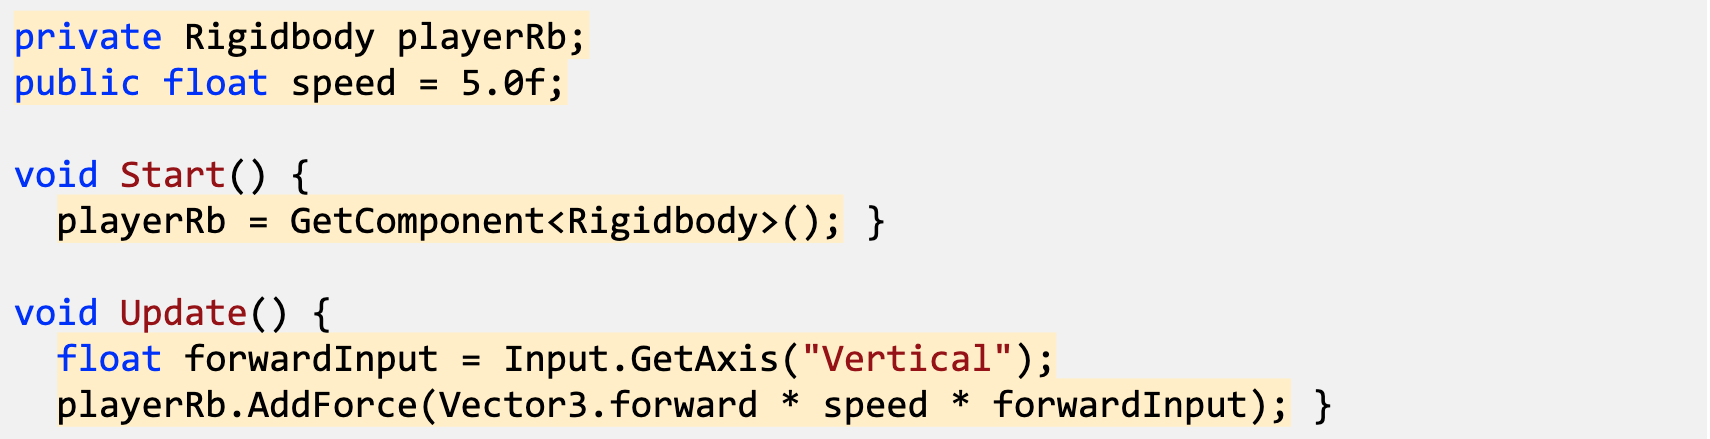 private Rigidbody playerRb;
public float speed = 5.0f;
void Start() {
playerRb = GetComponent<Rigidbody>(); }
void Update() {
float forwardInput = Input.GetAxis("Vertical");
playerRb.AddForce(Vector3.forward * speed * forwardInput); }